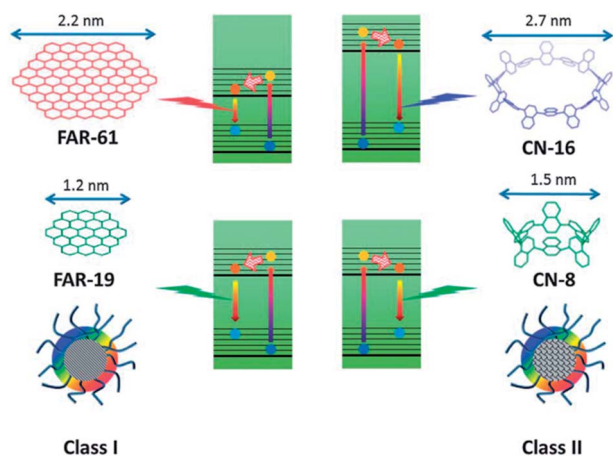 2.2 nm
2.7 nm
FAR-61
CN-16
1.2 nm
1.5 nm
FAR-19
CN-8
Class I
Class II